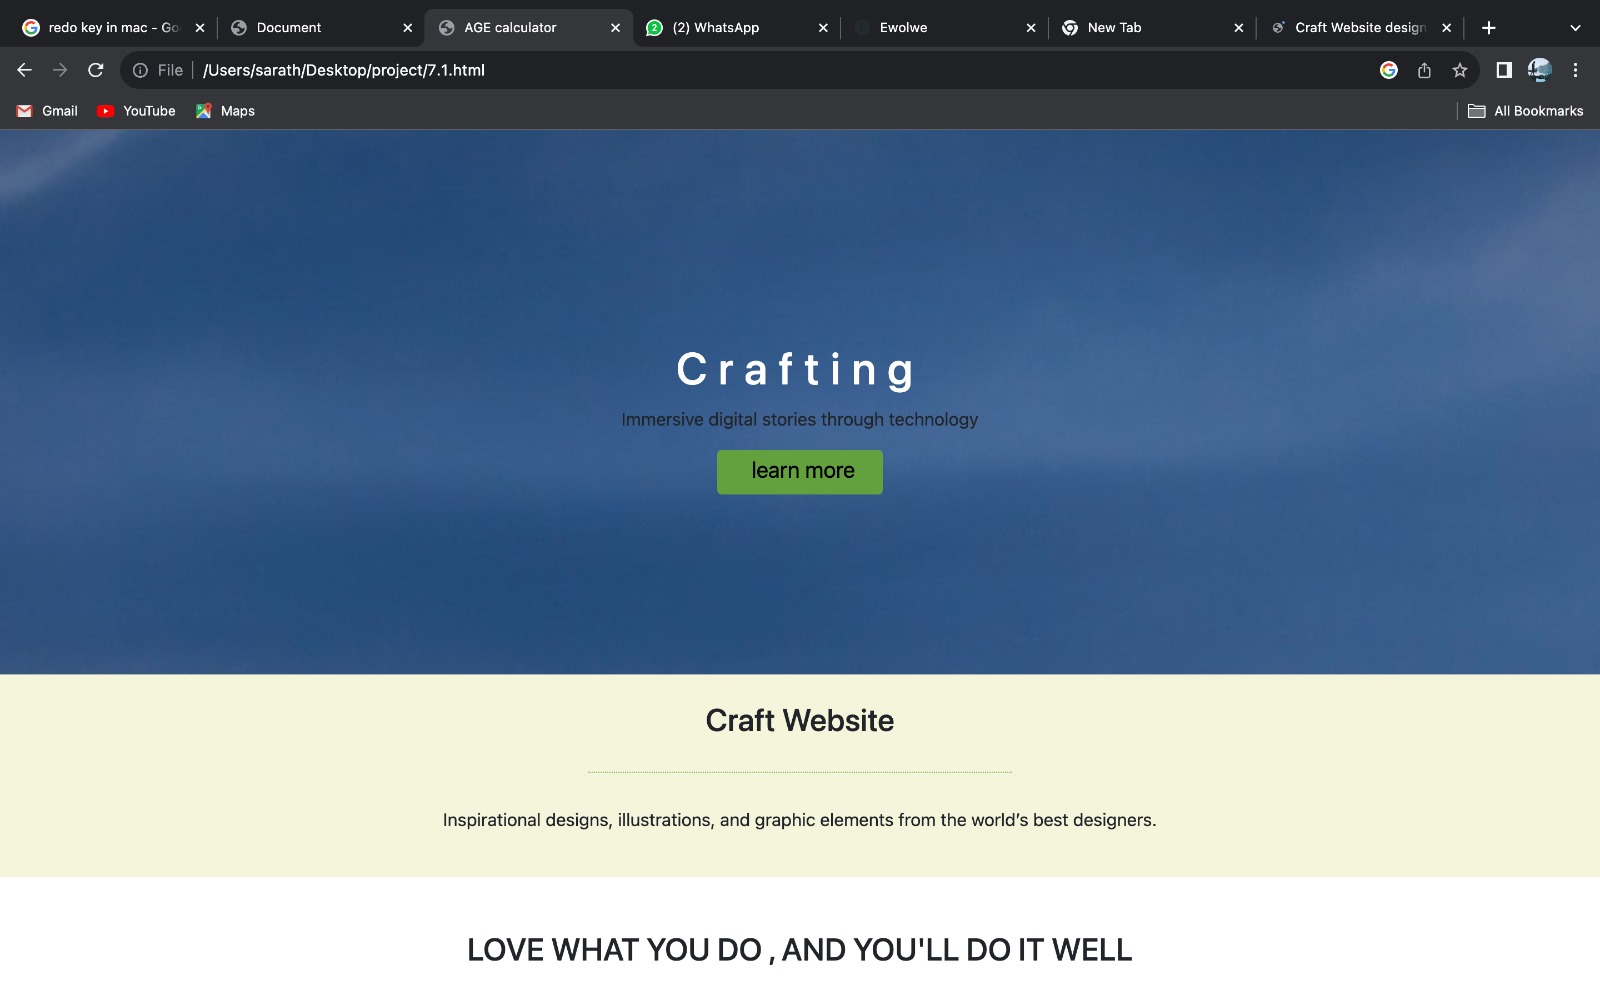 redo key in mac - Go
Document
AGE calculator
(2) WhatsApp
Ewolwe
New Tab
Craft Website design
File
/Users/sarath/Desktop/project/7.1.html
Gmail
YouTube
Maps
All Bookmarks
Crafting
Immersive digital stories through technology
learn more
Craft Website
Inspirational designs, illustrations, and graphic elements from the world’s best designers.
LOVE WHAT YOU DO , AND YOU'LL DO IT WELL